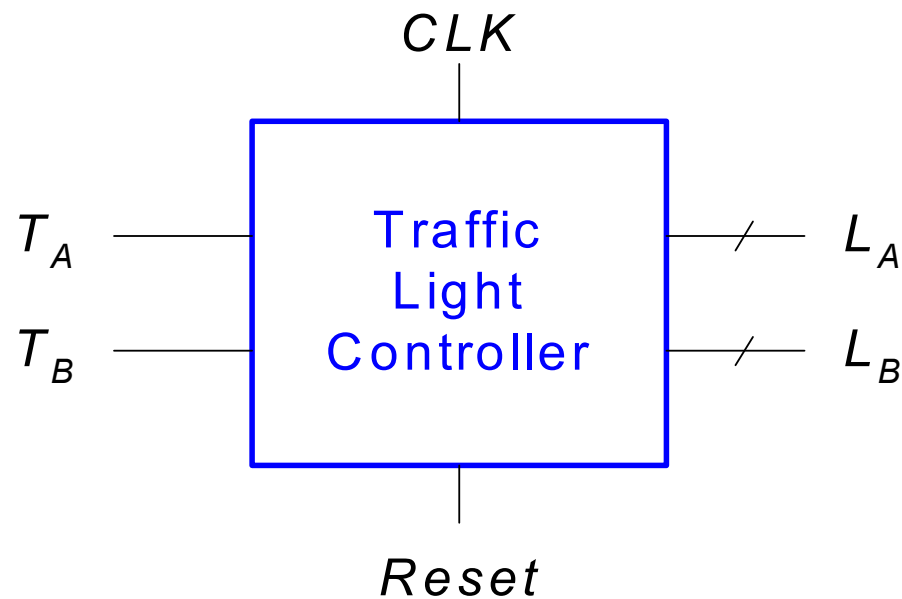 CLK
T_A
Traffic
Light
Controller
L_A
T_B
L_B
Reset